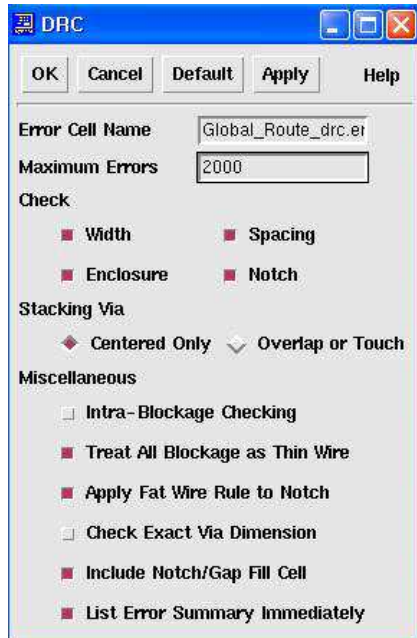 DRC
OK Cancel Default Apply Help
Error Cell Name Global_Route_drc.er
Maximum Errors 2000
Check
Width Spacing
Enclosure Notch
Stacking Via
Centered Only Overlap or Touch
Miscellaneous
Intra-Blockage Checking
Treat All Blockage as Thin Wire
Apply Fat Wire Rule to Notch
Check Exact Via Dimension
Include Notch/Gap Fill Cell
List Error Summary Immediately